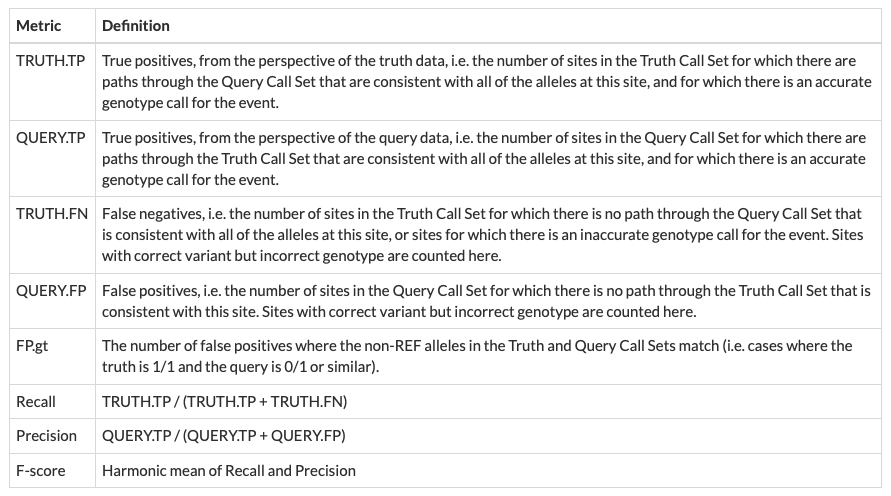 Metric Definition
TRUTH.TP True positives, from the perspective of the truth data, i.e. the number of sites in the Truth Call Set for which there are
paths through the Query Call Set that are consistent with all of the alleles at this site, and for which there is an accurate
genotype call for the event.
QUERY.TP True positives, from the perspective of the query data, i.e. the number of sites in the Query Call Set for which there are
paths through the Truth Call Set that are consistent with all of the alleles at this site, and for which there is an accurate
genotype call for the event.
TRUTH.FN False negatives, i.e. the number of sites in the Truth Call Set for which there is no path through the Query Call Set that
is consistent with all of the alleles at this site, or sites for which there is an inaccurate genotype call for the event. Sites
with correct variant but incorrect genotype are counted here.
QUERY.FP False positives, i.e. the number of sites in the Query Call Set for which there is no path through the Truth Call Set that is
consistent with this site. Sites with correct variant but incorrect genotype are counted here.
FP.gt The number of false positives where the non-REF alleles in the Truth and Query Call Sets match (i.e. cases where the
truth is 1/1 and the query is 0/1 or similar).
Recall TRUTH.TP / (TRUTH.TP + TRUTH.FN)
Precision QUERY.TP / (QUERY.TP + QUERY.FP)
F-score Harmonic mean of Recall and Precision